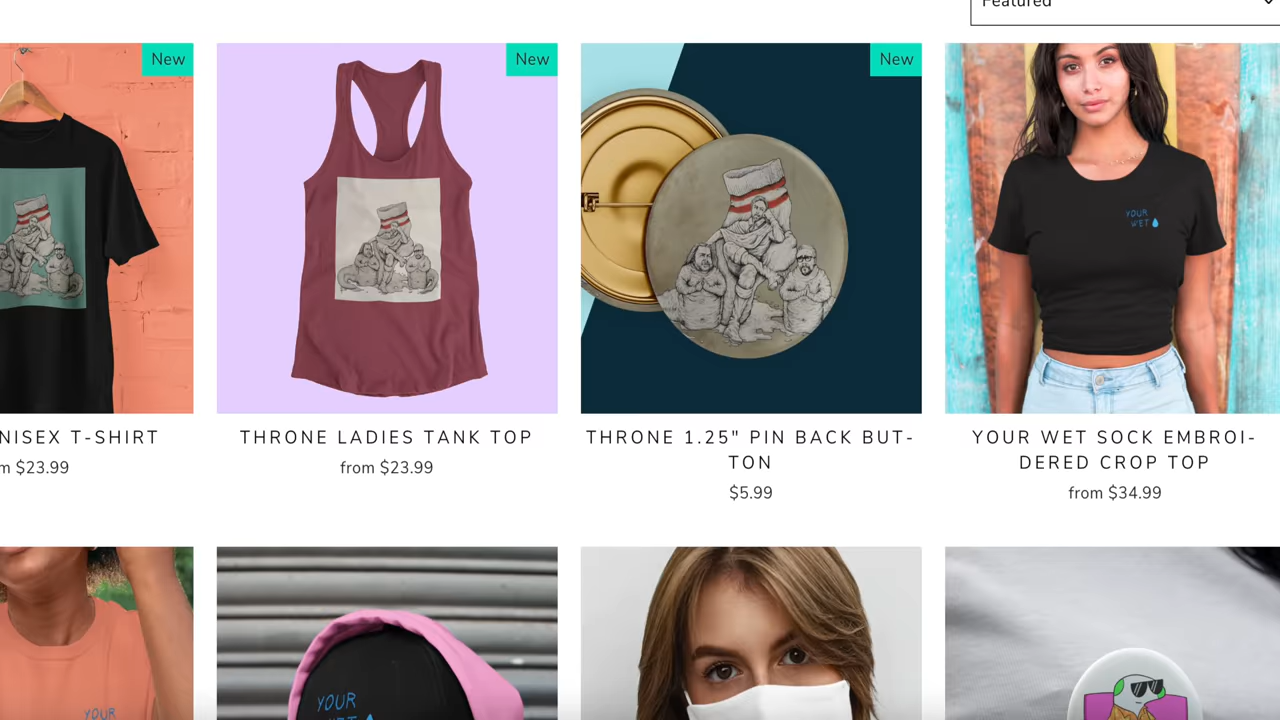 Featured
New
New
New
YOUR
WET
NISEX T-SHIRT
THRONE LADIES TANK TOP
THRONE 1.25" PIN BACK BUT-
TON
YOUR WET SOCK EMBROI-
DERED CROP TOP
m $23.99
from $23.99
$5.99
from $34.99
YOUR
YOUR
WET